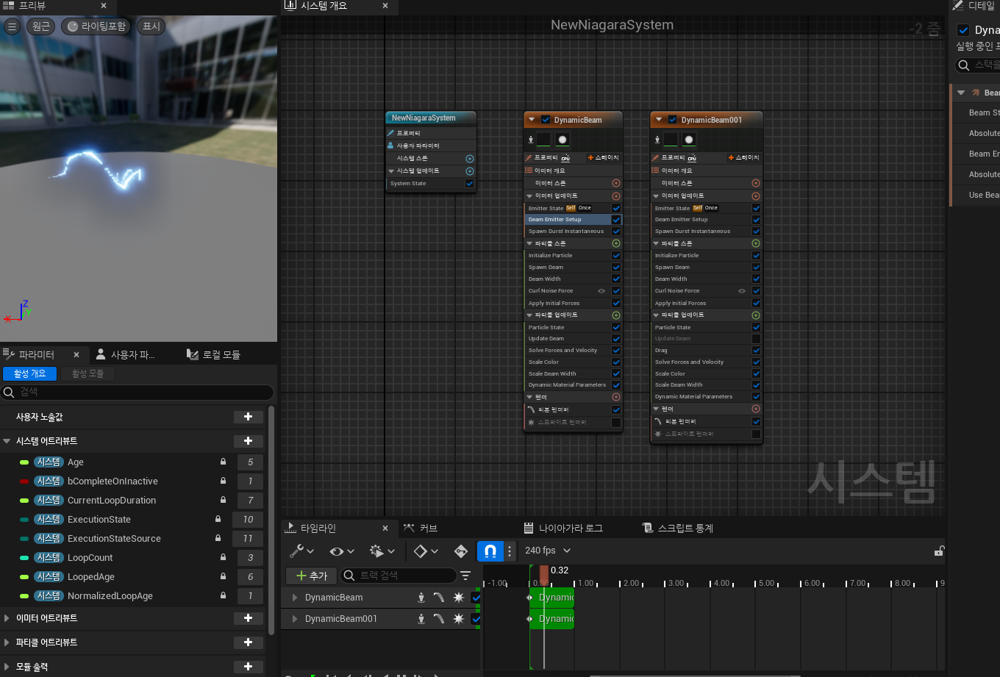 프리뷰
원근
라이팅포함
표시
Z
Y
X
파라미터
사용자 파...
로컬 모듈
활성 개요
활성 모듈
검색
사용자 노출값
시스템 어트리뷰트
시스템 Age 5
시스템 bCompleteOnInactive 1
시스템 CurrentLoopDuration 7
시스템 ExecutionState 10
시스템 ExecutionStateSource 11
시스템 LoopCount 3
시스템 LoopedAge 6
시스템 NormalizedLoopAge 1
이미터 어트리뷰트
파티클 어트리뷰트
모듈 출력
시스템 개요
NewNiagaraSystem
-2 줌
NewNiagaraSystem
프로퍼티
사용자 파라미터
시스템 스폰
시스템 업데이트
System State
DynamicBeam
프로퍼티 CPU 스테이지
이미터 개요
이미터 스폰
이미터 업데이트
Emitter State Self Once
Beam Emitter Setup
Spawn Burst Instantaneous
파티클 스폰
Initialize Particle
Spawn Beam
Beam Width
Curl Noise Force
Apply Initial Forces
파티클 업데이트
Particle State
Update Beam
Solve Forces and Velocity
Scale Color
Scale Beam Width
Dynamic Material Parameters
렌더
리본 렌더러
스프라이트 렌더러
DynamicBeam001
프로퍼티 CPU 스테이지
이미터 개요
이미터 스폰
이미터 업데이트
Emitter State Self Once
Beam Emitter Setup
Spawn Burst Instantaneous
파티클 스폰
Initialize Particle
Spawn Beam
Beam Width
Curl Noise Force
Apply Initial Forces
파티클 업데이트
Particle State
Update Beam
Drag
Solve Forces and Velocity
Scale Color
Scale Beam Width
Dynamic Material Parameters
렌더
리본 렌더러
스프라이트 렌더러
시스템
타임라인
커브
나이아가라 로그
스크립트 통계
240 fps
추가
트랙 검색
0.32
-1.00 0.00 1.00 2.00 3.00 4.00 5.00 6.00 7.00 8.00 9
DynamicBeam
Dynamic
DynamicBeam001
Dynamic
디테일
Dyna
실행 중인
스택을
Bea
Beam St
Absolute
Beam En
Absolute
Use Bea